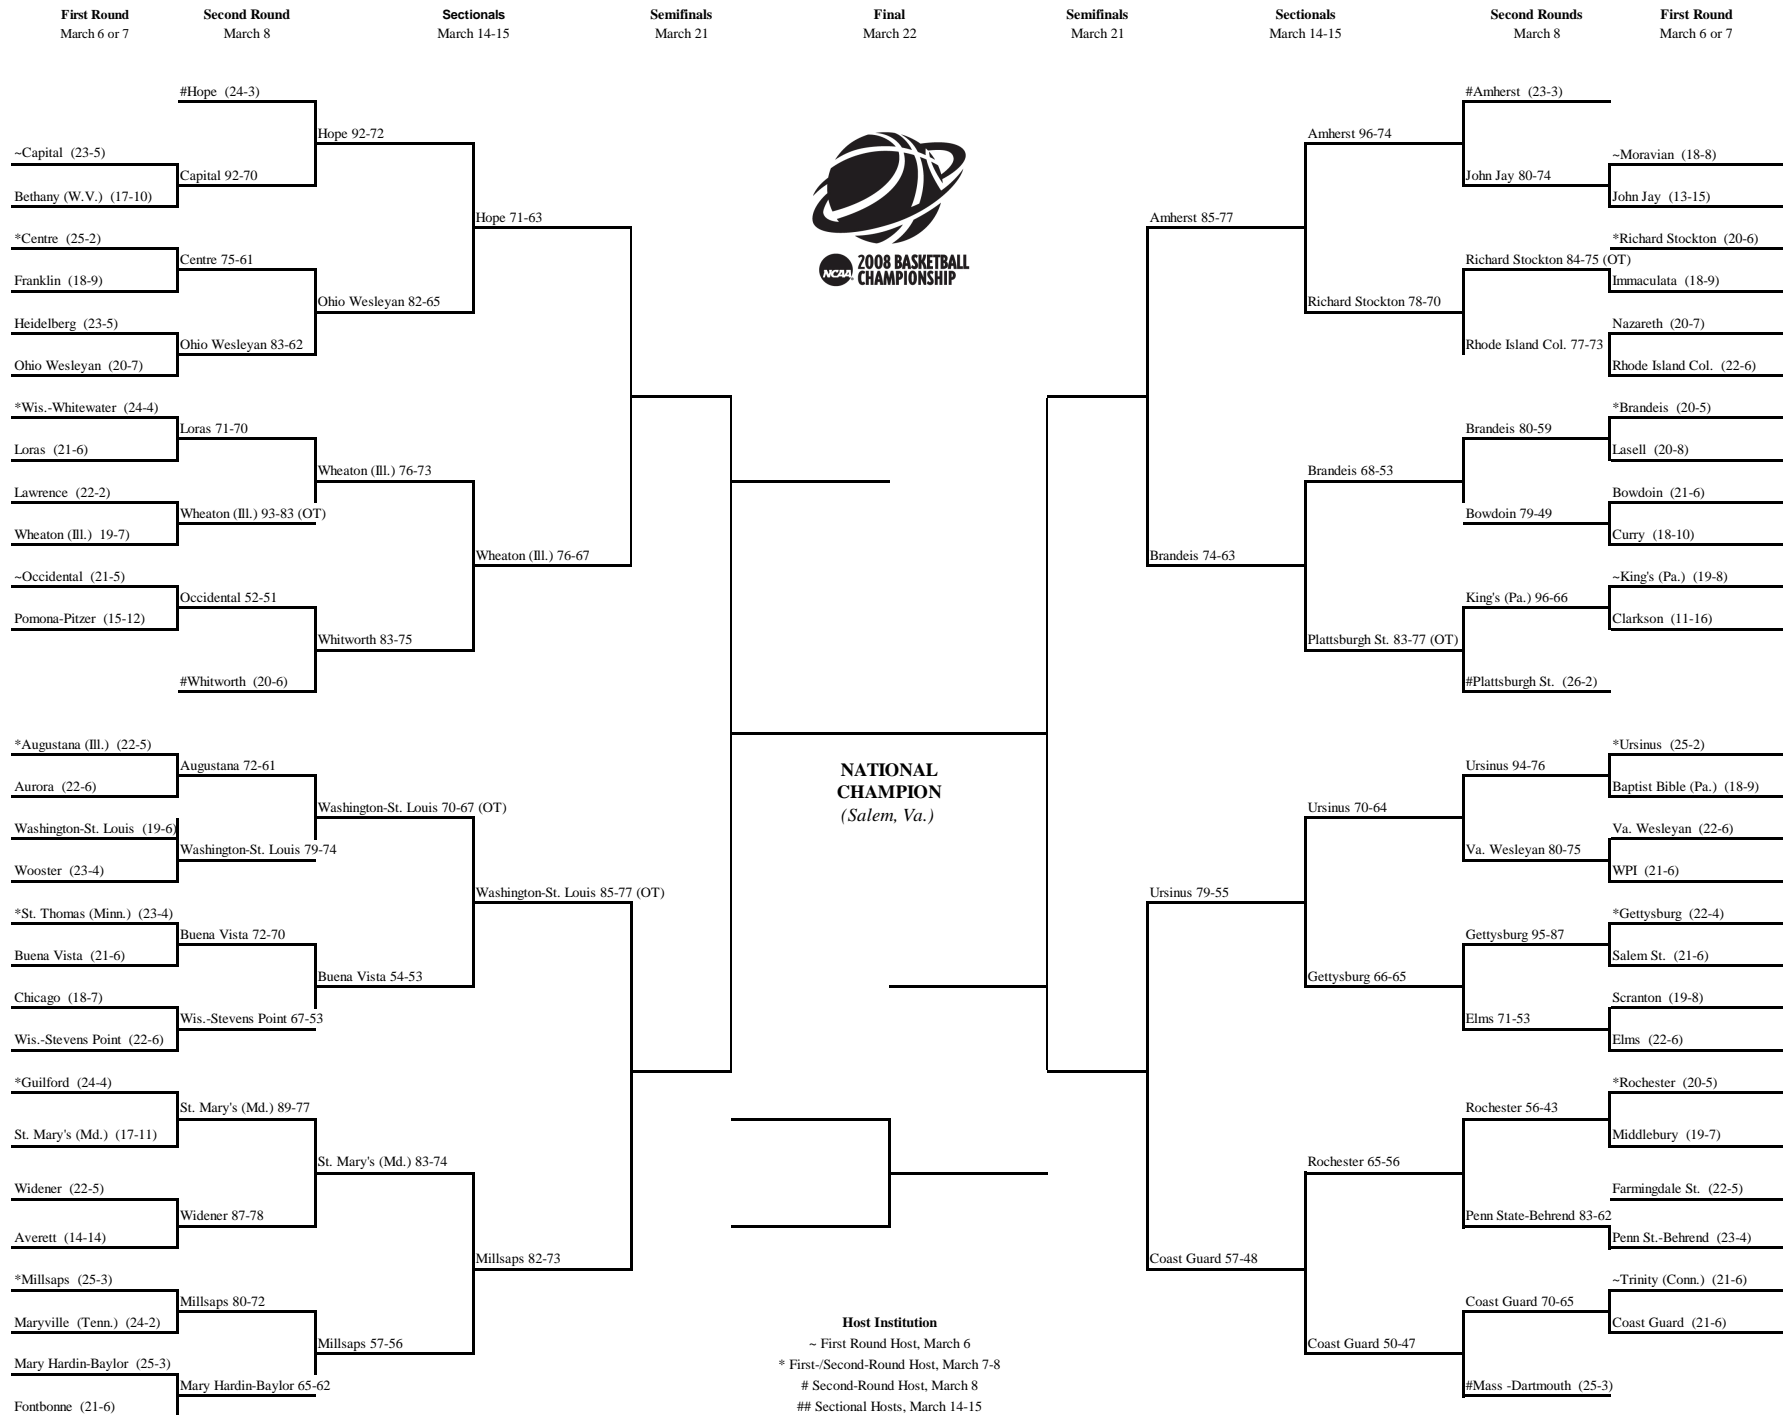 First Round
March 6 or 7
Second Round
March 8
Sectionals
March 14-15
Semifinals
March 21
Final
March 22
Semifinals
March 21
Sectionals
March 14-15
Second Rounds
March 8
First Round
March 6 or 7
~Capital (23-5)
Bethany (W.V.) (17-10)
*Centre (25-2)
Franklin (18-9)
Heidelberg (23-5)
Ohio Wesleyan (20-7)
*Wis.-Whitewater (24-4)
Loras (21-6)
Lawrence (22-2)
Wheaton (Ill.) 19-7)
~Occidental (21-5)
Pomona-Pitzer (15-12)
*Augustana (Ill.) (22-5)
Aurora (22-6)
Washington-St. Louis (19-6)
Wooster (23-4)
*St. Thomas (Minn.) (23-4)
Buena Vista (21-6)
Chicago (18-7)
Wis.-Stevens Point (22-6)
*Guilford (24-4)
St. Mary's (Md.) (17-11)
Widener (22-5)
Averett (14-14)
*Millsaps (25-3)
Maryville (Tenn.) (24-2)
Mary Hardin-Baylor (25-3)
Fontbonne (21-6)
#Hope (24-3)
Capital 92-70
Centre 75-61
Ohio Wesleyan 83-62
Loras 71-70
Wheaton (Ill.) 93-83 (OT)
Occidental 52-51
#Whitworth (20-6)
Augustana 72-61
Washington-St. Louis 79-74
Buena Vista 72-70
Wis.-Stevens Point 67-53
St. Mary's (Md.) 89-77
Widener 87-78
Millsaps 80-72
Mary Hardin-Baylor 65-62
Hope 92-72
Ohio Wesleyan 82-65
Wheaton (Ill.) 76-73
Whitworth 83-75
Washington-St. Louis 70-67 (OT)
Buena Vista 54-53
St. Mary's (Md.) 83-74
Millsaps 57-56
Hope 71-63
Wheaton (Ill.) 76-67
Washington-St. Louis 85-77 (OT)
Millsaps 82-73
NCAA
2008 BASKETBALL
CHAMPIONSHIP
NATIONAL
CHAMPION
(Salem, Va.)
Host Institution
~ First Round Host, March 6
* First-/Second-Round Host, March 7-8
# Second-Round Host, March 8
## Sectional Hosts, March 14-15
Amherst 85-77
Brandeis 74-63
Ursinus 79-55
Coast Guard 57-48
Amherst 96-74
Richard Stockton 78-70
Brandeis 68-53
Plattsburgh St. 83-77 (OT)
Ursinus 70-64
Gettysburg 66-65
Rochester 65-56
Coast Guard 50-47
#Amherst (23-3)
John Jay 80-74
Richard Stockton 84-75 (OT)
Rhode Island Col. 77-73
Brandeis 80-59
Bowdoin 79-49
King's (Pa.) 96-66
#Plattsburgh St. (26-2)
Ursinus 94-76
Va. Wesleyan 80-75
Gettysburg 95-87
Elms 71-53
Rochester 56-43
Penn State-Behrend 83-62
Coast Guard 70-65
#Mass -Dartmouth (25-3)
~Moravian (18-8)
John Jay (13-15)
*Richard Stockton (20-6)
Immaculata (18-9)
Nazareth (20-7)
Rhode Island Col. (22-6)
*Brandeis (20-5)
Lasell (20-8)
Bowdoin (21-6)
Curry (18-10)
~King's (Pa.) (19-8)
Clarkson (11-16)
*Ursinus (25-2)
Baptist Bible (Pa.) (18-9)
Va. Wesleyan (22-6)
WPI (21-6)
*Gettysburg (22-4)
Salem St. (21-6)
Scranton (19-8)
Elms (22-6)
*Rochester (20-5)
Middlebury (19-7)
Farmingdale St. (22-5)
Penn St.-Behrend (23-4)
~Trinity (Conn.) (21-6)
Coast Guard (21-6)